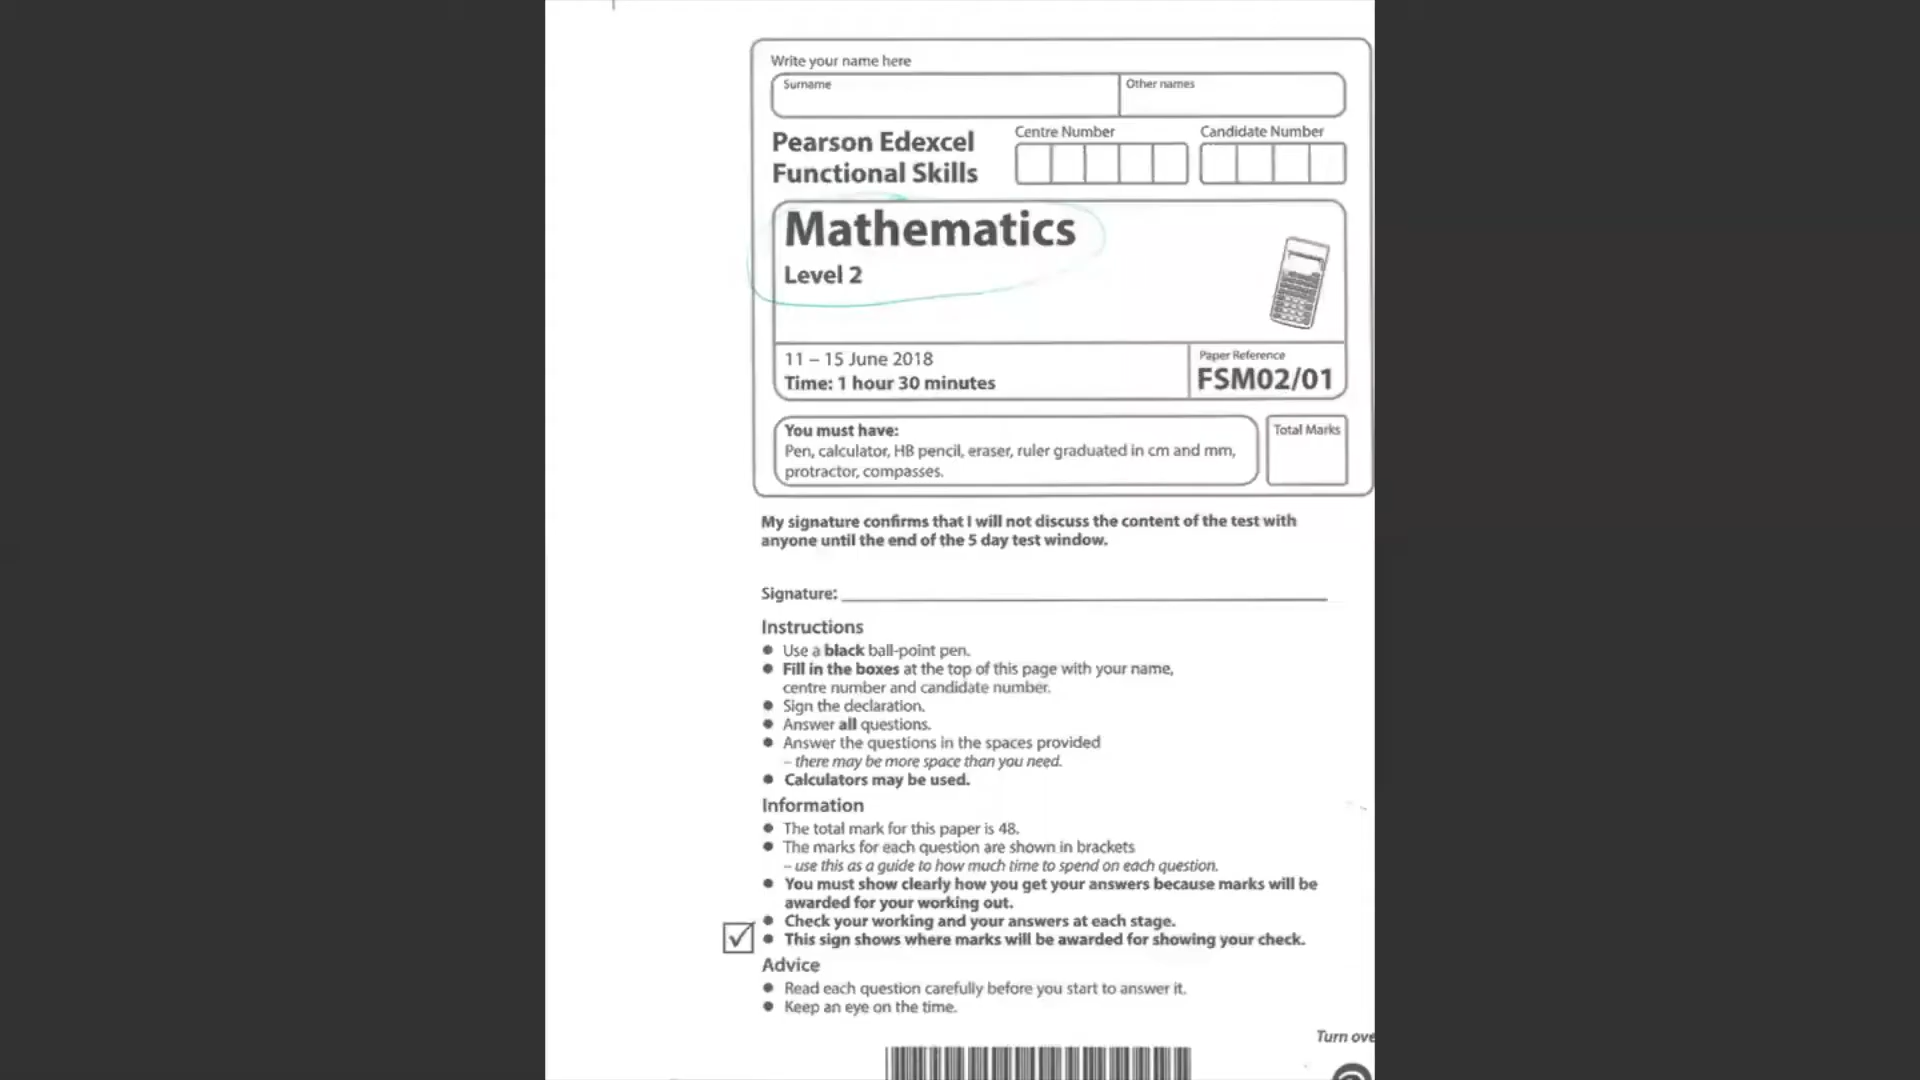 Write your name here
Surname
Other names
Pearson Edexcel
Functional Skills
Centre Number
Candidate Number
Mathematics
Level 2
11 – 15 June 2018
Time: 1 hour 30 minutes
Paper Reference
FSM02/01
You must have:
Pen, calculator, HB pencil, eraser, ruler graduated in cm and mm,
protractor, compasses.
Total Marks
My signature confirms that I will not discuss the content of the test with
anyone until the end of the 5 day test window.
Signature:
Instructions
● Use a black ball-point pen.
● Fill in the boxes at the top of this page with your name,
centre number and candidate number.
● Sign the declaration.
● Answer all questions.
● Answer the questions in the spaces provided
– there may be more space than you need.
● Calculators may be used.
Information
● The total mark for this paper is 48.
● The marks for each question are shown in brackets
– use this as a guide to how much time to spend on each question.
● You must show clearly how you get your answers because marks will be
awarded for your working out.
● Check your working and your answers at each stage.
● This sign shows where marks will be awarded for showing your check.
Advice
● Read each question carefully before you start to answer it.
● Keep an eye on the time.
Turn ove